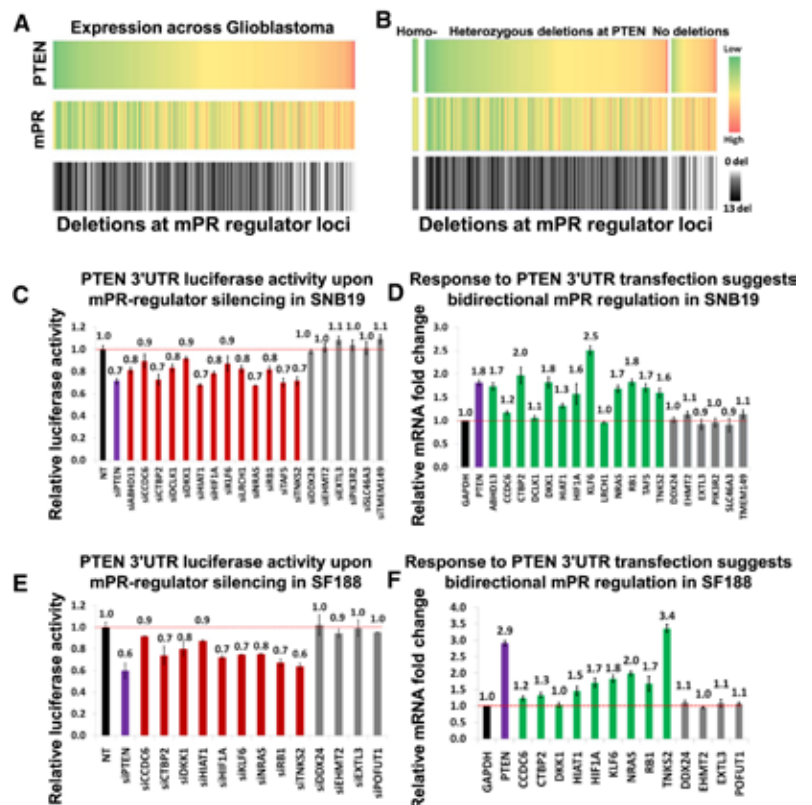 A
Expression across Glioblastoma
PTEN
mPR
Deletions at mPR regulator loci
B
Homo- Heterozygous deletions at PTEN No deletions
Low
High
0 del
13 del
Deletions at mPR regulator loci
C
PTEN 3'UTR luciferase activity upon
mPR-regulator silencing in SNB19
Relative luciferase activity
1.2
1.0
0.8
0.6
0.4
0.2
0.0
1.0
0.7
0.8
0.9
0.7
0.8
0.9
0.7
0.8
0.9
0.8
0.7
0.8
0.7
0.7
1.0
1.0
1.1
1.0
1.0
1.1
NT
siPTEN
siABHD13
siCCDC6
siCTBP2
siDCLK1
siDKK1
siHIAT1
siHIF1A
siKLF6
siLRCH1
siNRAS
siRB1
siTAF5
siTNKS2
siDDX24
siEHMT2
siEXTL3
siPIK3R2
siSLC46A3
siTMEM149
D
Response to PTEN 3'UTR transfection suggests
bidirectional mPR regulation in SNB19
Relative mRNA fold change
3.0
2.5
2.0
1.5
1.0
0.5
0.0
1.0
1.8
1.7
1.2
2.0
1.1
1.8
1.3
1.6
2.5
1.0
1.7
1.8
1.7
1.6
1.0
1.1
0.9
1.0
0.9
1.1
GAPDH
PTEN
ABHD13
CCDC6
CTBP2
DCLK1
DKK1
HIAT1
HIF1A
KLF6
LRCH1
NRAS
RB1
TAF5
TNKS2
DDX24
EHMT2
EXTL3
PIK3R2
SLC46A3
TMEM149
E
PTEN 3'UTR luciferase activity upon
mPR-regulator silencing in SF188
Relative luciferase activity
1.2
1.0
0.8
0.6
0.4
0.2
0.0
1.0
0.6
0.9
0.7
0.8
0.9
0.7
0.7
0.7
0.7
0.6
1.0
0.9
1.0
1.0
NT
siPTEN
siCCDC6
siCTBP2
siDKK1
siHIAT1
siHIF1A
siKLF6
siNRAS
siRB1
siTNKS2
siDDX24
siEHMT2
siEXTL3
siPOFUT1
F
Response to PTEN 3'UTR transfection suggests
bidirectional mPR regulation in SF188
Relative mRNA fold change
4.0
3.5
3.0
2.5
2.0
1.5
1.0
0.5
0.0
1.0
2.9
1.2
1.3
1.0
1.5
1.7
1.8
2.0
1.7
3.4
1.1
1.0
1.1
1.1
GAPDH
PTEN
CCDC6
CTBP2
DKK1
HIAT1
HIF1A
KLF6
NRAS
RB1
TNKS2
DDX24
EHMT2
EXTL3
POFUT1